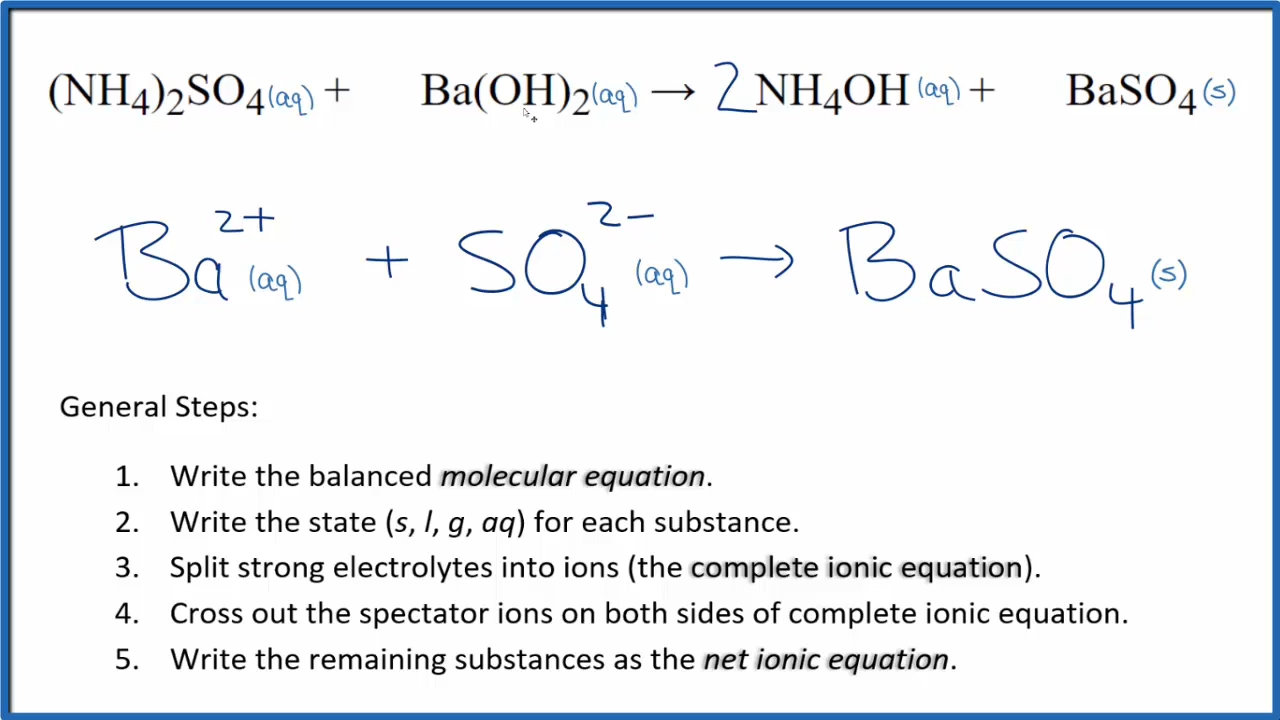 (NH₄)₂SO₄(aq) + Ba(OH)₂(aq) → 2NH₄OH(aq) + BaSO₄(s)
Ba²⁺(aq) + SO₄²⁻(aq) → BaSO₄(s)
General Steps:
1. Write the balanced molecular equation.
2. Write the state (s, l, g, aq) for each substance.
3. Split strong electrolytes into ions (the complete ionic equation).
4. Cross out the spectator ions on both sides of complete ionic equation.
5. Write the remaining substances as the net ionic equation.